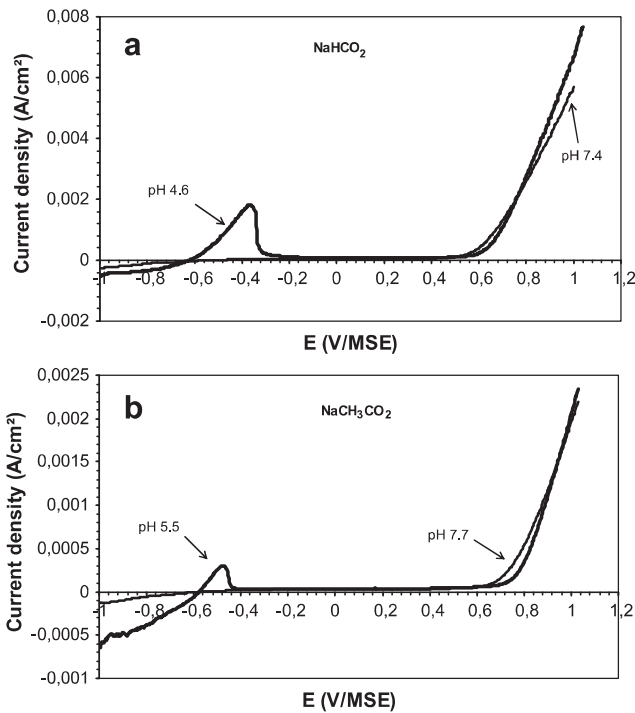 a
NaHCO₂
Current density (A/cm²)
0,008
0,006
0,004
0,002
0
-0,002
pH 4.6
pH 7.4
-1 -0,8 -0,6 -0,4 -0,2 0 0,2 0,4 0,6 0,8 1 1,2
E (V/MSE)
b
NaCH₃CO₂
Current density (A/cm²)
0,0025
0,002
0,0015
0,001
0,0005
0
-0,0005
-0,001
pH 5.5
pH 7.7
-1 -0,8 -0,6 -0,4 -0,2 0 0,2 0,4 0,6 0,8 1 1,2
E (V/MSE)